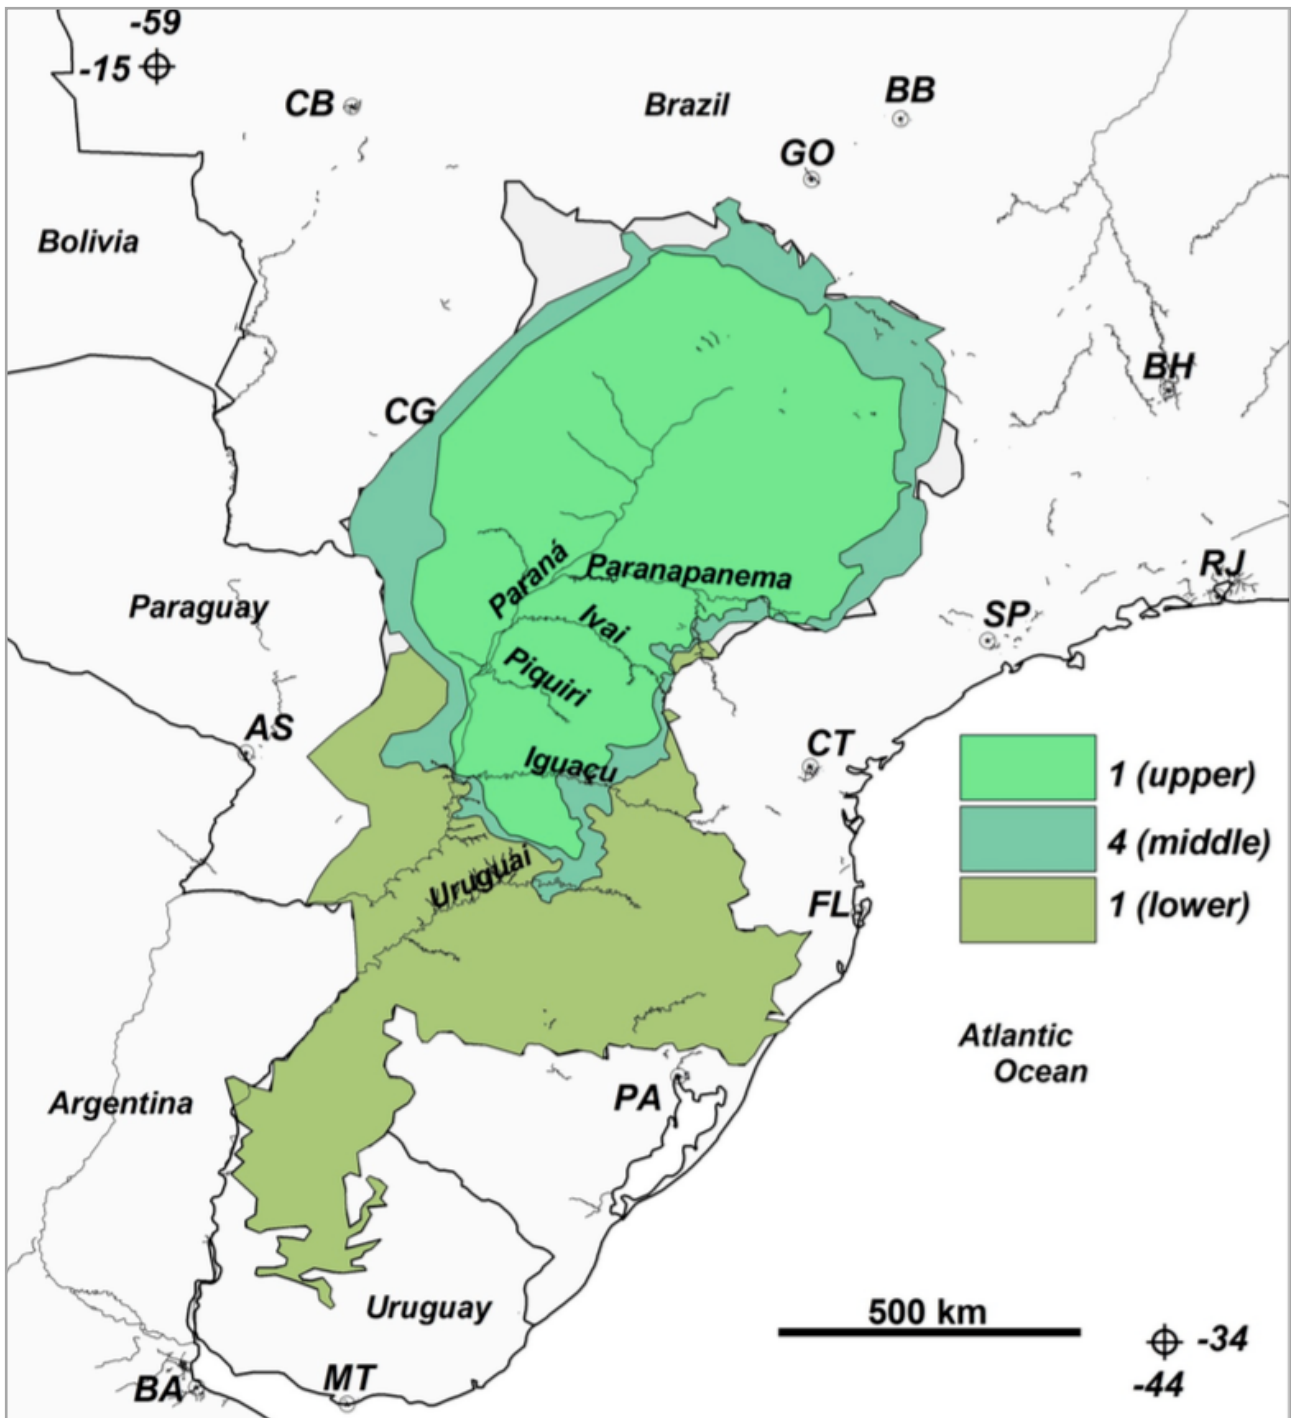 -59
-15
CB
Brazil
BB
GO
Bolivia
BH
CG
Paraná
Paranapanema
RJ
Paraguay
Ivai
SP
Piquiri
AS
Iguaçu
CT
1 (upper)
4 (middle)
Uruguai
FL
1 (lower)
Atlantic
Ocean
Argentina
PA
Uruguay
500 km
-34
-44
BA
MT